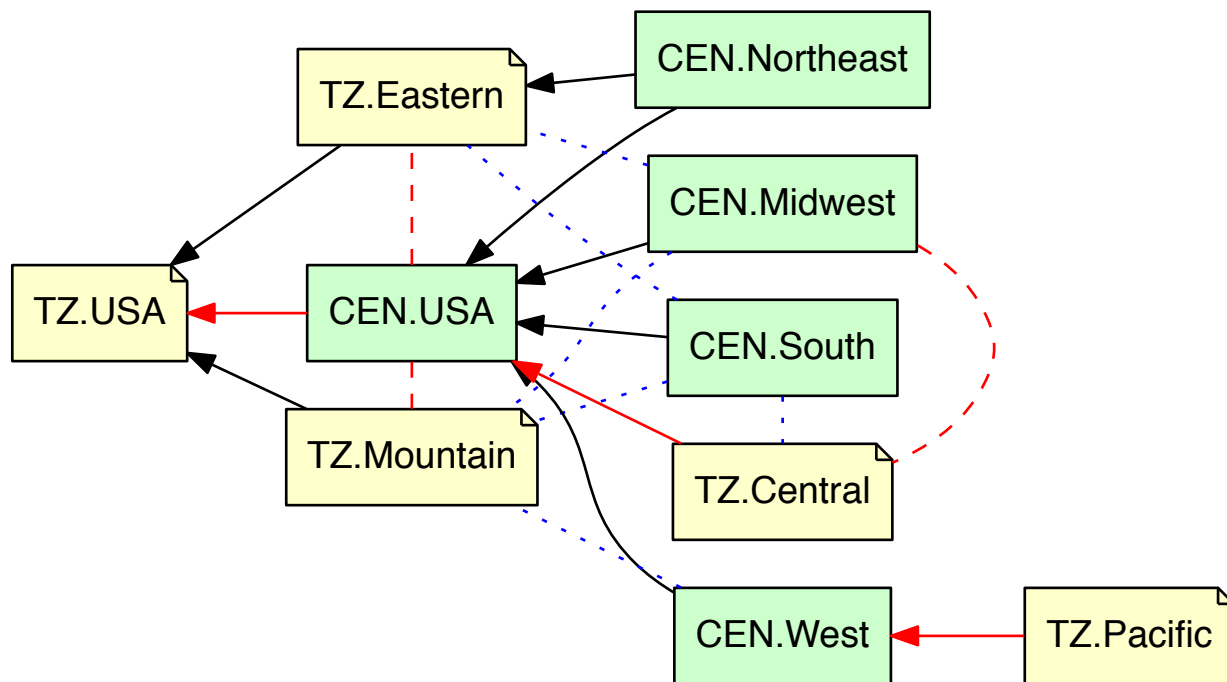 CEN.Northeast
TZ.Eastern
CEN.Midwest
TZ.USA
CEN.USA
CEN.South
TZ.Mountain
TZ.Central
CEN.West
TZ.Pacific